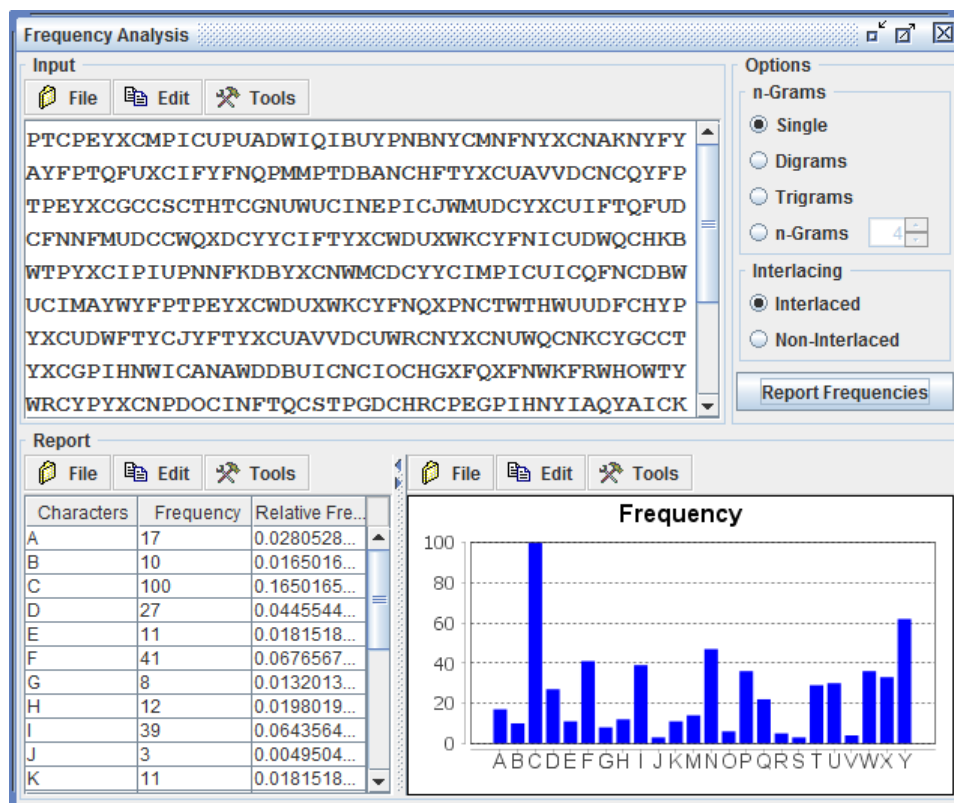 Frequency Analysis
Input
File Edit Tools
PTCPEYXCMPICUPUADWIQIBUYPNBNYCMNFNYXCNAKNYFY
AYFPTQFUXCIFYFNQPMMPTDBANCHFTYXCUAVVDCNCQYFP
TPEYXCGCCSCTHTCGNUWUCINEPICJWMUDCYXCUIFTQFUD
CFNNFMUDCCWQXDCYYCIFTYXCWDUXWKCYFNICUDWQCHKB
WTPYXCIPIUPNNFKDBYXCNWMCDCYYCIMPICUICQFNCDBW
UCIMAYWYFPTPEYXCWDUXWKCYFNQXPNCTWTHWUUDFCHYP
YXCUDWFTYCJYFTYXCUAVVDCUWRCNYXCNUWQCNKCYGCCT
YXCGPIHNWICANAWDDBUICNCIOCHGXFQXFNWKFRWHOWTY
WRCYPYXCNPDOCINFTQCSTPGDCHRCPEGPIHNYIAQYAICK
Options
n-Grams
Single
Digrams
Trigrams
n-Grams 4
Interlacing
Interlaced
Non-Interlaced
Report Frequencies
Report
File Edit Tools
Characters Frequency Relative Fre...
A 17 0.0280528...
B 10 0.0165016...
C 100 0.1650165...
D 27 0.0445544...
E 11 0.0181518...
F 41 0.0676567...
G 8 0.0132013...
H 12 0.0198019...
I 39 0.0643564...
J 3 0.0049504...
K 11 0.0181518...
File Edit Tools
Frequency
100
80
60
40
20
0
A B C D E F G H I J K M N O P Q R S T U V W X Y